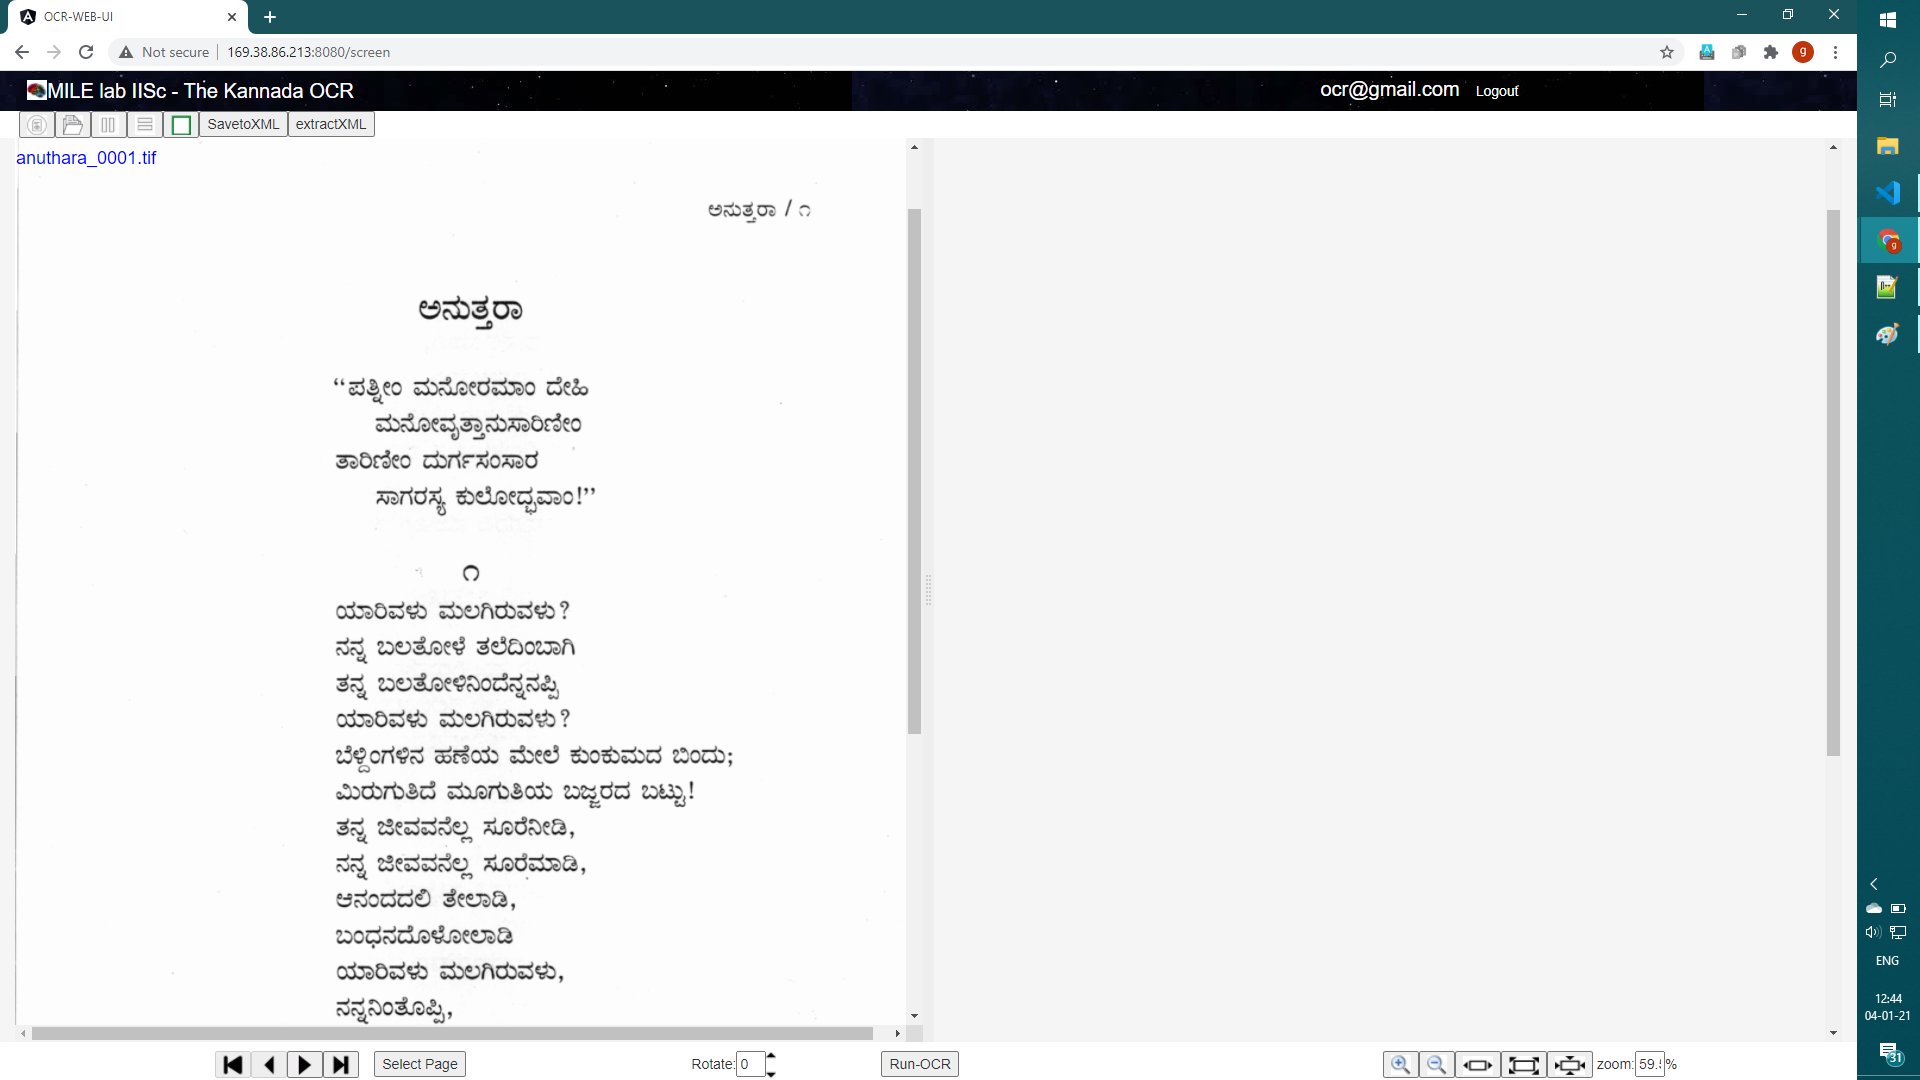 OCR-WEB-UI
Not secure
169.38.86.213:8080/screen
g
MILE lab IISc - The Kannada OCR
ocr@gmail.com
Logout
SavetoXML
extractXML
anuthara_0001.tif
ಅನುತ್ತರಾ / ೧
ಅನುತ್ತರಾ
“ಪತ್ನೀಂ ಮನೋರಮಾಂ ದೇಹಿ
ಮನೋವೃತ್ತಾನುಸಾರಿಣೀಂ
ತಾರಿಣೀಂ ದುರ್ಗಸಂಸಾರ
ಸಾಗರಸ್ಯ ಕುಲೋದ್ಭವಾಂ!”
೧
ಯಾರಿವಳು ಮಲಗಿರುವಳು?
ನನ್ನ ಬಲತೋಳೆ ತಲೆದಿಂಬಾಗಿ
ತನ್ನ ಬಲತೋಳಿನಿಂದೆನ್ನನಪ್ಪಿ
ಯಾರಿವಳು ಮಲಗಿರುವಳು?
ಬೆಳ್ದಿಂಗಳಿನ ಹಣೆಯ ಮೇಲೆ ಕುಂಕುಮದ ಬಿಂದು;
ಮಿರುಗುತಿದೆ ಮೂಗುತಿಯ ಬಜ್ಜರದ ಬಟ್ಟು!
ತನ್ನ ಜೀವವನೆಲ್ಲ ಸೂರೆನೀಡಿ,
ನನ್ನ ಜೀವವನೆಲ್ಲ ಸೂರೆಮಾಡಿ,
ಆನಂದದಲಿ ತೇಲಾಡಿ,
ಬಂಧನದೊಳೋಲಾಡಿ
ಯಾರಿವಳು ಮಲಗಿರುವಳು,
ನನ್ನನಿಂತೊಪ್ಪಿ,
Select Page
Rotate: 0
Run-OCR
zoom: 59.5 %
ENG
12:44
04-01-21
31